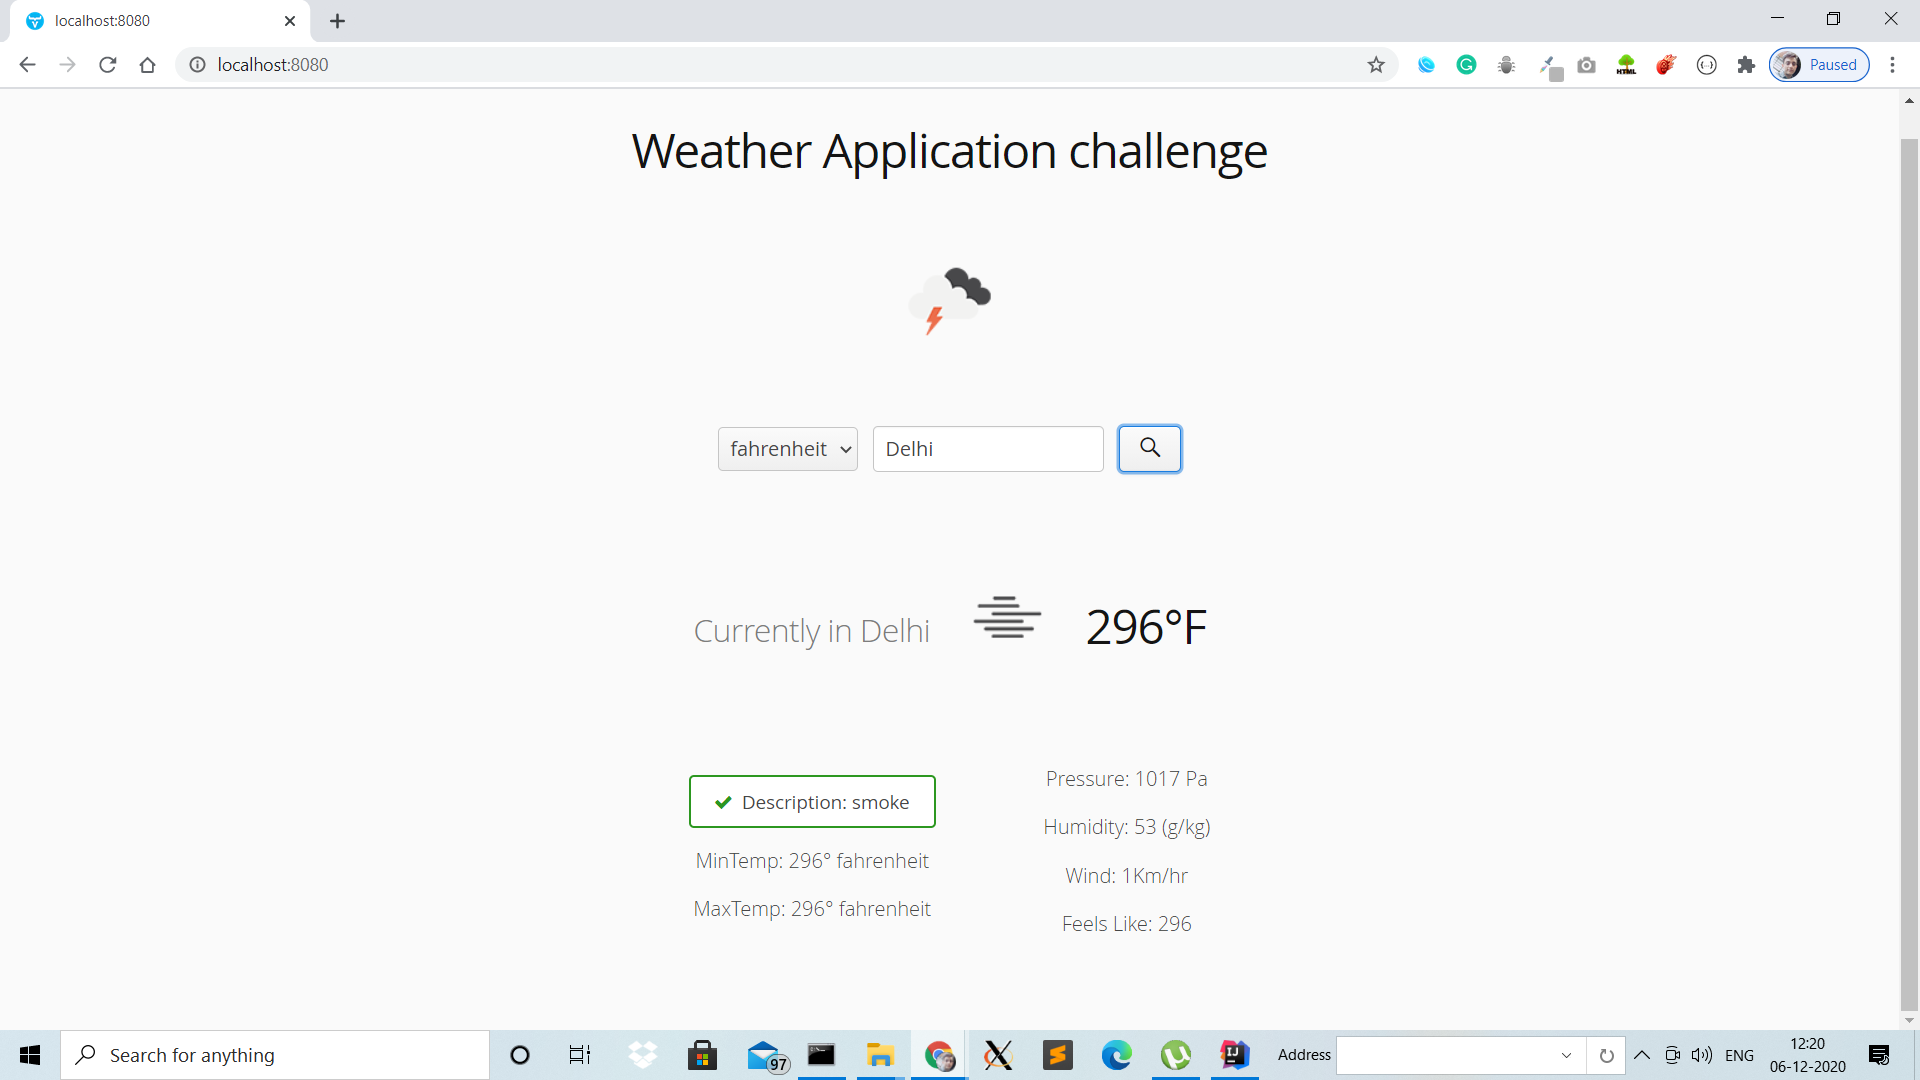 localhost:8080
localhost:8080
HTML
Paused
Weather Application challenge
fahrenheit
Delhi
Currently in Delhi
296°F
Description: smoke
MinTemp: 296° fahrenheit
MaxTemp: 296° fahrenheit
Pressure: 1017 Pa
Humidity: 53 (g/kg)
Wind: 1Km/hr
Feels Like: 296
Search for anything
97
Address
ENG
12:20
06-12-2020